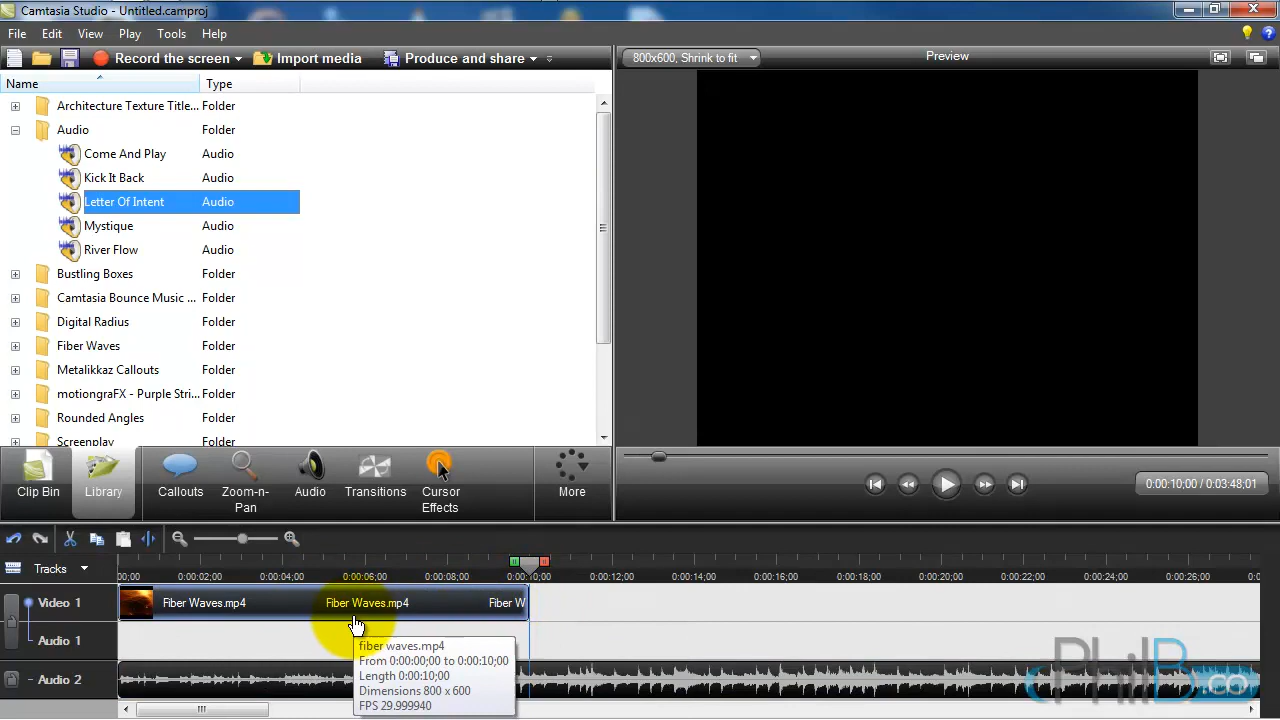 Camtasia Studio - Untitled.camproj
File Edit View Play Tools Help
Record the screen Import media Produce and share
800x600, Shrink to fit
Preview
Name Type
Architecture Texture Title... Folder
Audio Folder
Come And Play Audio
Kick It Back Audio
Letter Of Intent Audio
Mystique Audio
River Flow Audio
Bustling Boxes Folder
Camtasia Bounce Music ... Folder
Digital Radius Folder
Fiber Waves Folder
Metalikkaz Callouts Folder
motiongraFX - Purple Stri... Folder
Rounded Angles Folder
Screenplay Folder
Clip Bin Library Callouts Zoom-n-Pan Audio Transitions Cursor Effects More
0:00:10;00 / 0:03:48;01
Tracks
00;00 0:00:02;00 0:00:04;00 0:00:06;00 0:00:08;00 0:00:10;00 0:00:12;00 0:00:14;00 0:00:16;00 0:00:18;00 0:00:20;00 0:00:22;00 0:00:24;00 0:00:26;00 0:0
Video 1 Fiber Waves.mp4 Fiber Waves.mp4 Fiber W
Audio 1
fiber waves.mp4
From 0:00:00;00 to 0:00:10;00
Length 0:00:10;00
Dimensions 800 x 600
FPS 29.999940
Audio 2
PhilB.co